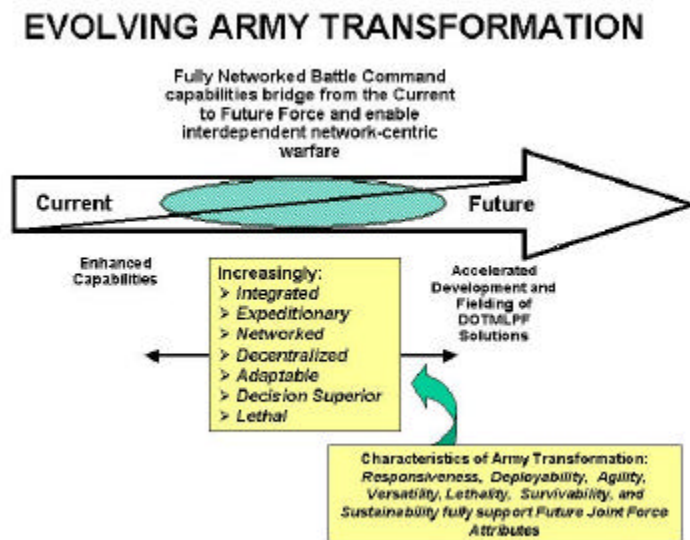 EVOLVING ARMY TRANSFORMATION
Fully Networked Battle Command
capabilities bridge from the Current
to Future Force and enable
interdependent network-centric
warfare
Current
Future
Enhanced
Capabilities
Increasingly:
➢ Integrated
➢ Expeditionary
➢ Networked
➢ Decentralized
➢ Adaptable
➢ Decision Superior
➢ Lethal
Accelerated
Development and
Fielding of
DOTMLPF
Solutions
Characteristics of Army Transformation:
Responsiveness, Deployability, Agility,
Versatility, Lethality, Survivability, and
Sustainability fully support Future Joint Force
Attributes